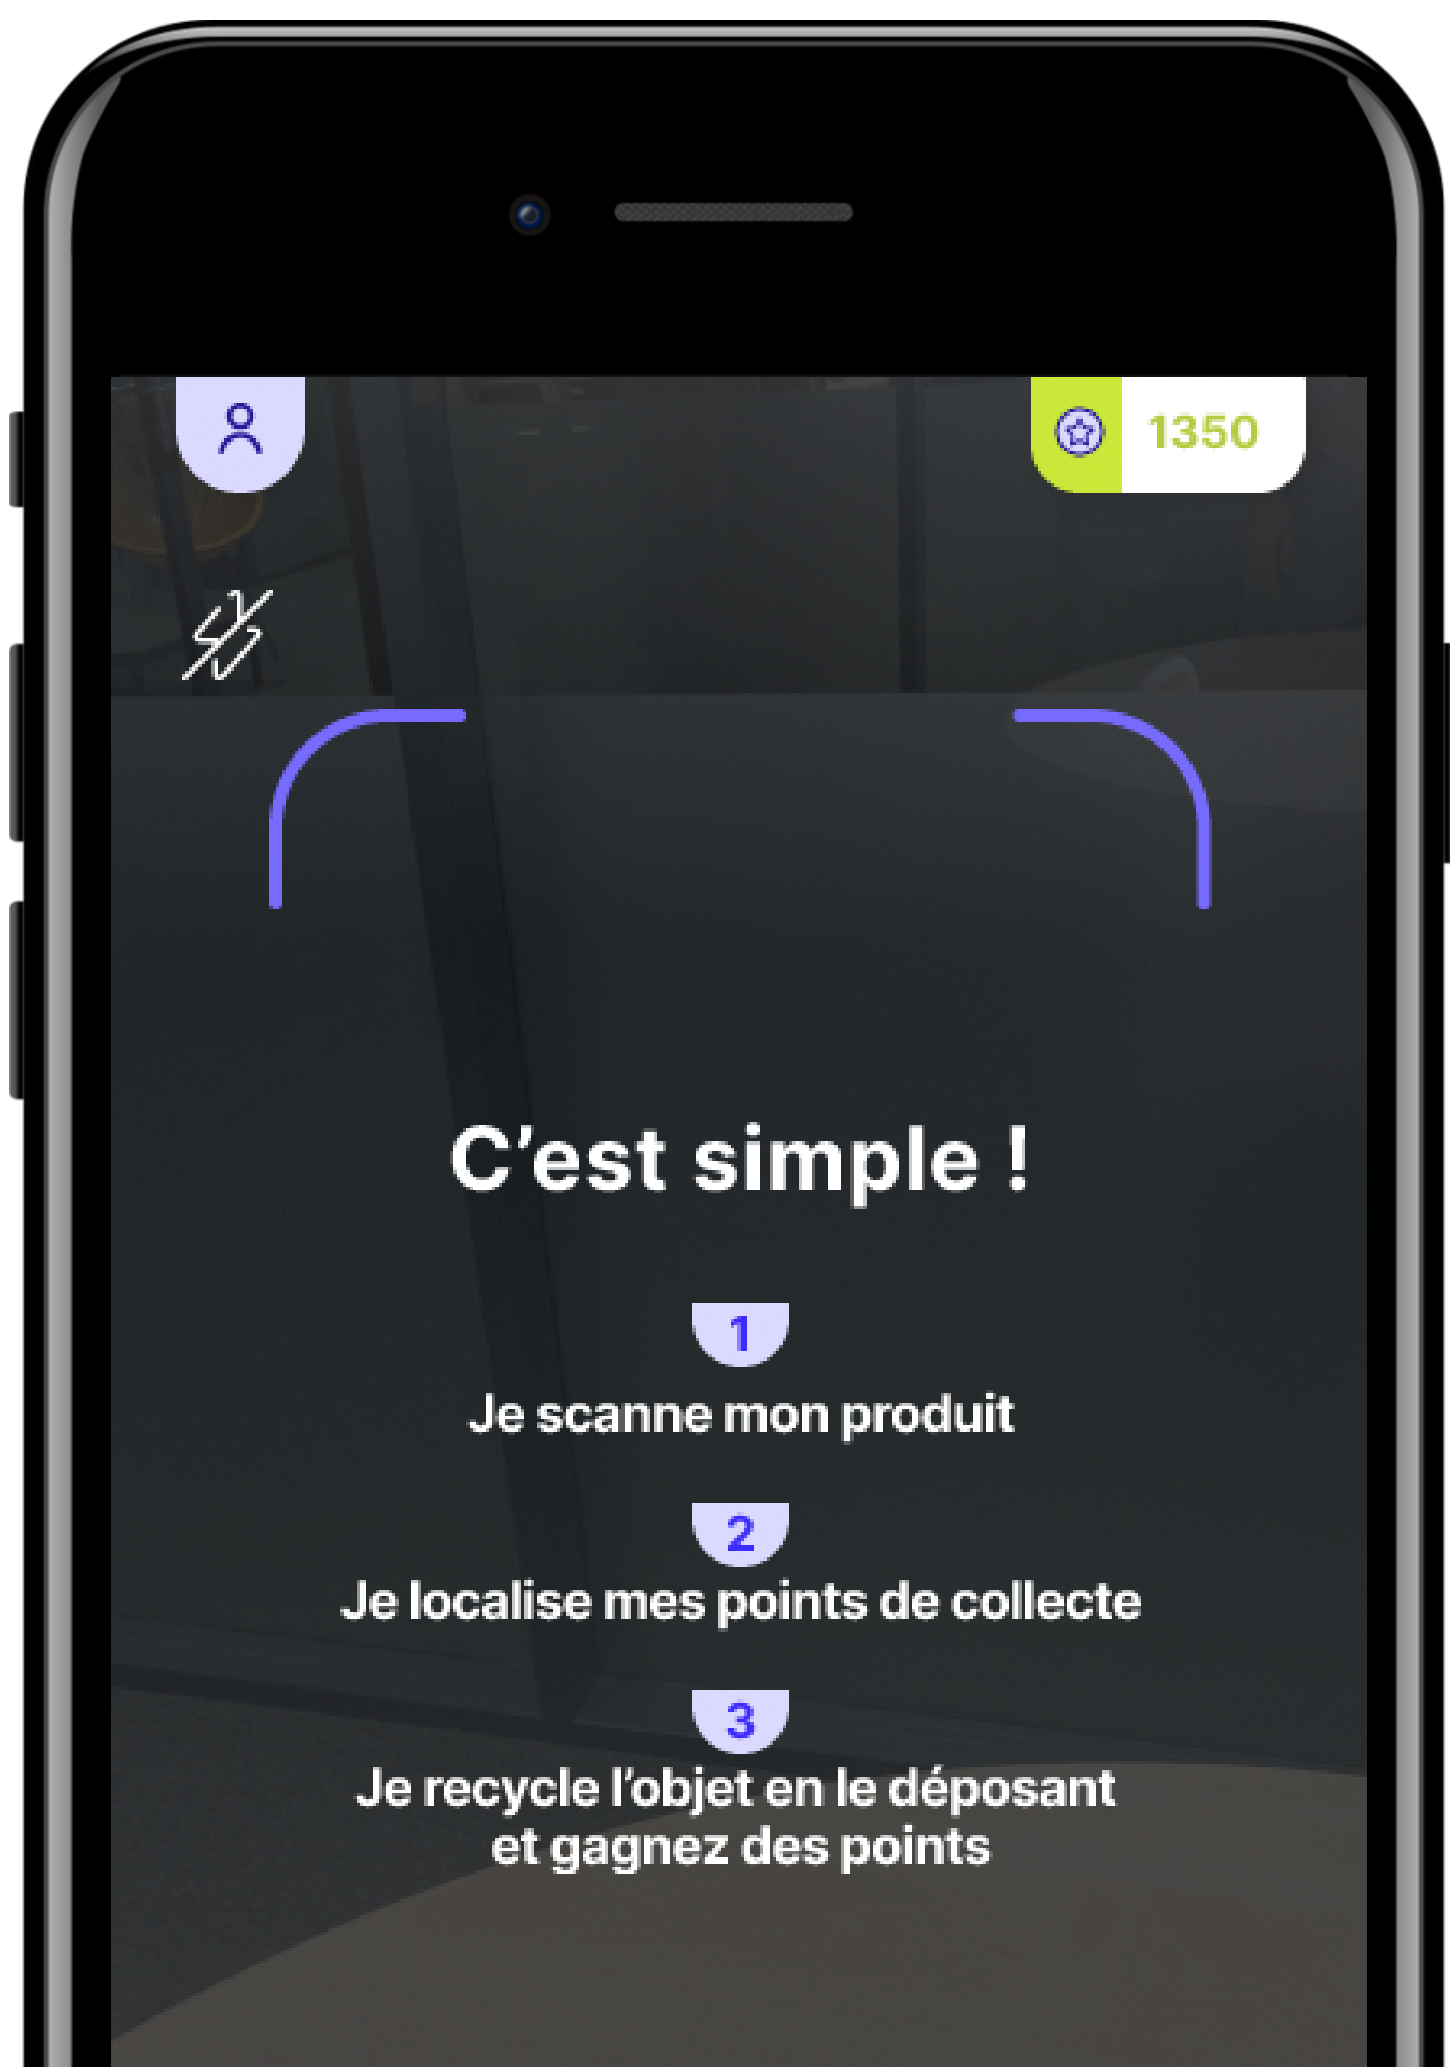 1350
C’est simple !
1
Je scanne mon produit
2
Je localise mes points de collecte
3
Je recycle l’objet en le déposant
et gagnez des points